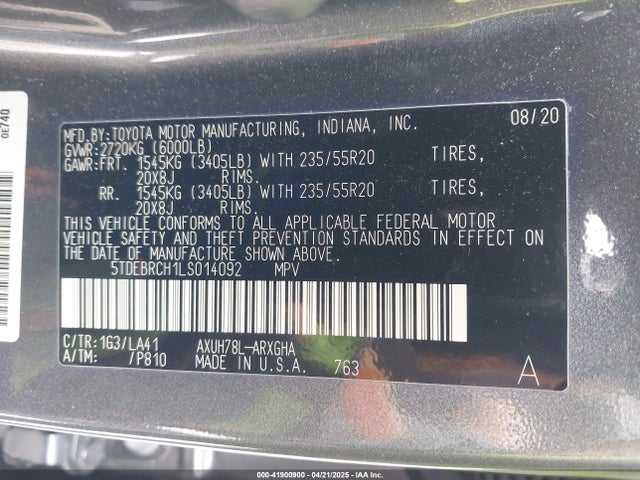 0E740
MFD.BY:TOYOTA MOTOR MANUFACTURING, INDIANA, INC. 08/20
GVWR:2720KG (6000LB)
GAWR:FRT. 1545KG (3405LB) WITH 235/55R20 TIRES,
20X8J RIMS.
RR. 1545KG (3405LB) WITH 235/55R20 TIRES,
20X8J RIMS.
THIS VEHICLE CONFORMS TO ALL APPLICABLE FEDERAL MOTOR
VEHICLE SAFETY AND THEFT PREVENTION STANDARDS IN EFFECT ON
THE DATE OF MANUFACTURE SHOWN ABOVE.
5TDEBRCH1LS014092 MPV
C/TR:1G3/LA41 AXUH78L-ARXGHA
A/TM: /P810 MADE IN U.S.A. 763 A
000-41900900 - 04/21/2025 - IAA Inc.